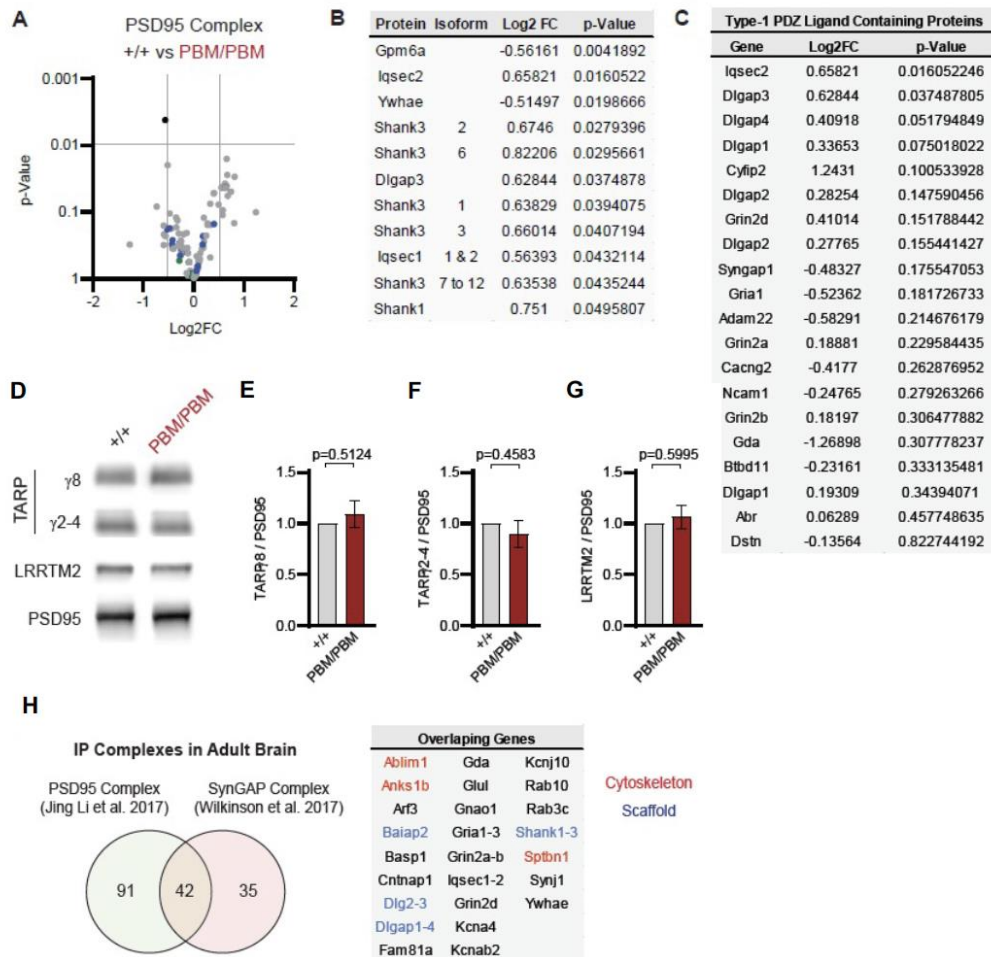 A
PSD95 Complex
+/+ vs PBM/PBM
0.001
0.01
0.1
1
p-Value
-2 -1 0 1 2
Log2FC
B
Protein Isoform Log2 FC p-Value
Gpm6a -0.56161 0.0041892
Iqsec2 0.65821 0.0160522
Ywhae -0.51497 0.0198666
Shank3 2 0.6746 0.0279396
Shank3 6 0.82206 0.0295661
Dlgap3 0.62844 0.0374878
Shank3 1 0.63829 0.0394075
Shank3 3 0.66014 0.0407194
Iqsec1 1 & 2 0.56393 0.0432114
Shank3 7 to 12 0.63538 0.0435244
Shank1 0.751 0.0495807
C
Type-1 PDZ Ligand Containing Proteins
Gene Log2FC p-Value
Iqsec2 0.65821 0.016052246
Dlgap3 0.62844 0.037487805
Dlgap4 0.40918 0.051794849
Dlgap1 0.33653 0.075018022
Cyfip2 1.2431 0.100533928
Dlgap2 0.28254 0.147590456
Grin2d 0.41014 0.151788442
Dlgap2 0.27765 0.155441427
Syngap1 -0.48327 0.175547053
Gria1 -0.52362 0.181726733
Adam22 -0.58291 0.214676179
Grin2a 0.18881 0.229584435
Cacng2 -0.4177 0.262876952
Ncam1 -0.24765 0.279263266
Grin2b 0.18197 0.306477882
Gda -1.26898 0.307778237
Btbd11 -0.23161 0.333135481
Dlgap1 0.19309 0.34394071
Abr 0.06289 0.457748635
Dstn -0.13564 0.822744192
D
+/+ PBM/PBM
TARP
γ8
γ2-4
LRRTM2
PSD95
E
p=0.5124
1.5
1.0
0.5
0.0
TARPγ8 / PSD95
+/+
PBM/PBM
F
p=0.4583
1.5
1.0
0.5
0.0
TARPγ2-4 / PSD95
+/+
PBM/PBM
G
p=0.5995
1.5
1.0
0.5
0.0
LRRTM2 / PSD95
+/+
PBM/PBM
H
IP Complexes in Adult Brain
PSD95 Complex
(Jing Li et al. 2017)
SynGAP Complex
(Wilkinson et al. 2017)
91 42 35
Overlaping Genes
Ablim1 Gda Kcnj10
Anks1b Glul Rab10
Arf3 Gnao1 Rab3c
Baiap2 Gria1-3 Shank1-3
Basp1 Grin2a-b Sptbn1
Cntnap1 Iqsec1-2 Synj1
Dlg2-3 Grin2d Ywhae
Dlgap1-4 Kcna4
Fam81a Kcnab2
Cytoskeleton
Scaffold